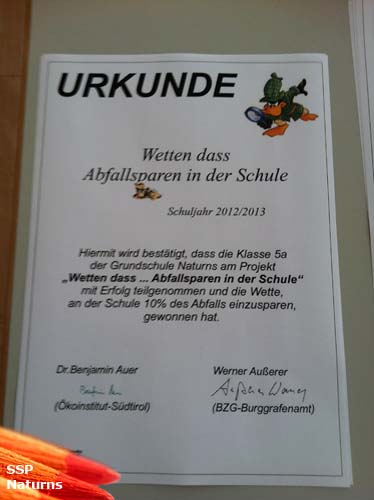 URKUNDE
Wetten dass
Abfallsparen in der Schule
Schuljahr 2012/2013
Hiermit wird bestätigt, dass die Klasse 5a
der Grundschule Naturns am Projekt
„Wetten dass ... Abfallsparen in der Schule“
mit Erfolg teilgenommen und die Wette,
an der Schule 10% des Abfalls einzusparen,
gewonnen hat.
Dr.Benjamin Auer
(Ökoinstitut-Südtirol)
Werner Außerer
(BZG-Burggrafenamt)
SSP
Naturns